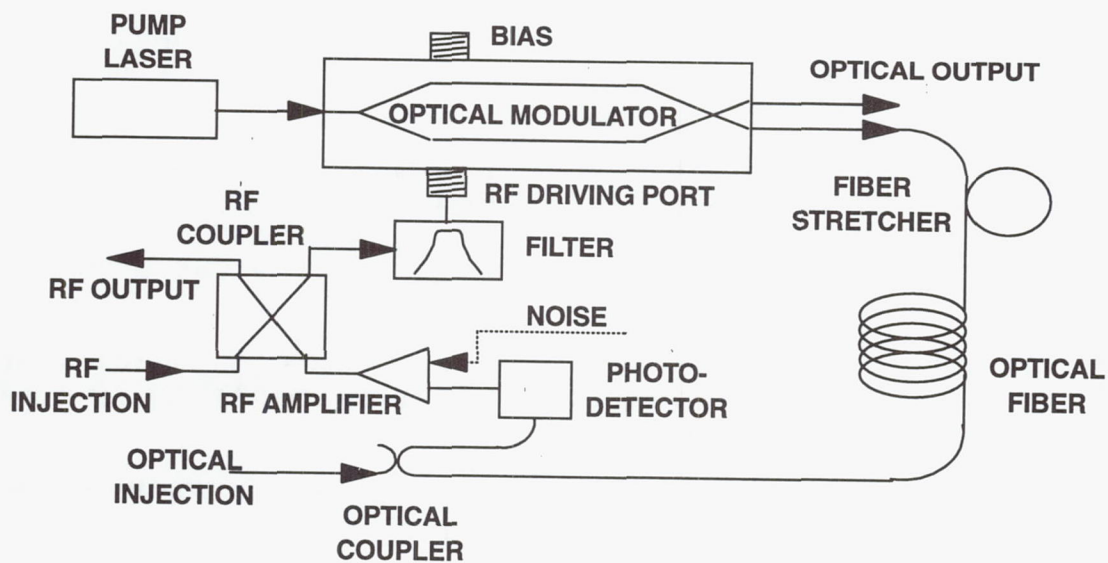 PUMP
LASER
BIAS
OPTICAL MODULATOR
OPTICAL OUTPUT
RF DRIVING PORT
FIBER
STRETCHER
RF
COUPLER
FILTER
RF OUTPUT
NOISE
RF
INJECTION
RF AMPLIFIER
PHOTO-
DETECTOR
OPTICAL
FIBER
OPTICAL
INJECTION
OPTICAL
COUPLER